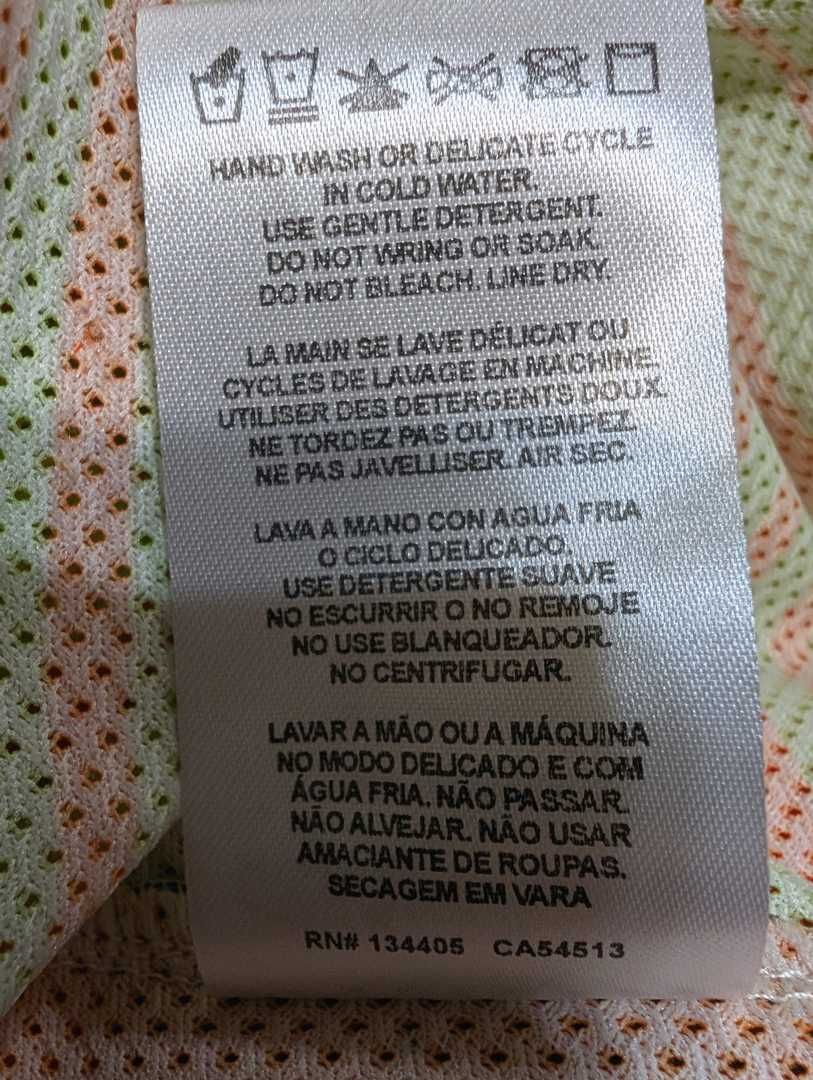 HAND WASH OR DELICATE CYCLE
IN COLD WATER.
USE GENTLE DETERGENT.
DO NOT WRING OR SOAK.
DO NOT BLEACH. LINE DRY.
LA MAIN SE LAVE DÉLICAT OU
CYCLES DE LAVAGE EN MACHINE.
UTILISER DES DETERGENTS DOUX.
NE TORDEZ PAS OU TREMPEZ.
NE PAS JAVELLISER. AIR SEC.
LAVA A MANO CON AGUA FRIA
O CICLO DELICADO.
USE DETERGENTE SUAVE
NO ESCURRIR O NO REMOJE
NO USE BLANQUEADOR.
NO CENTRIFUGAR.
LAVAR A MÃO OU A MÁQUINA
NO MODO DELICADO E COM
ÁGUA FRIA. NÃO PASSAR.
NÃO ALVEJAR. NÃO USAR
AMACIANTE DE ROUPAS.
SECAGEM EM VARA
RN# 134405 CA54513